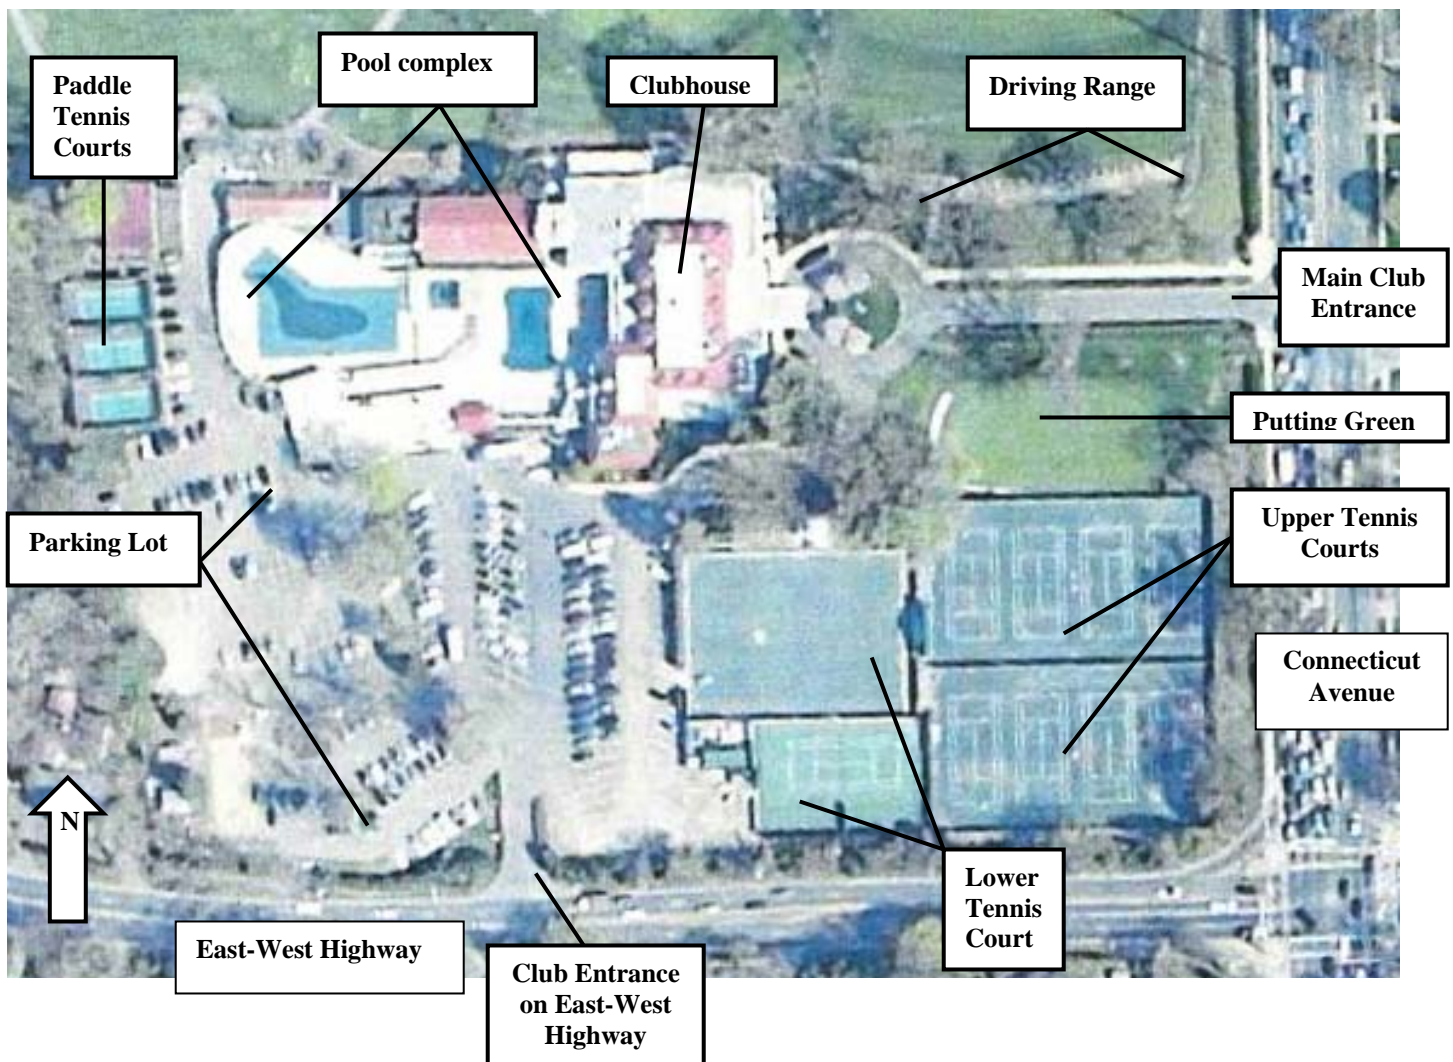 Paddle
Tennis
Courts
Pool complex
Clubhouse
Driving Range
Main Club
Entrance
Putting Green
Parking Lot
Upper Tennis
Courts
Connecticut
Avenue
N
East-West Highway
Lower
Tennis
Court
Club Entrance
on East-West
Highway